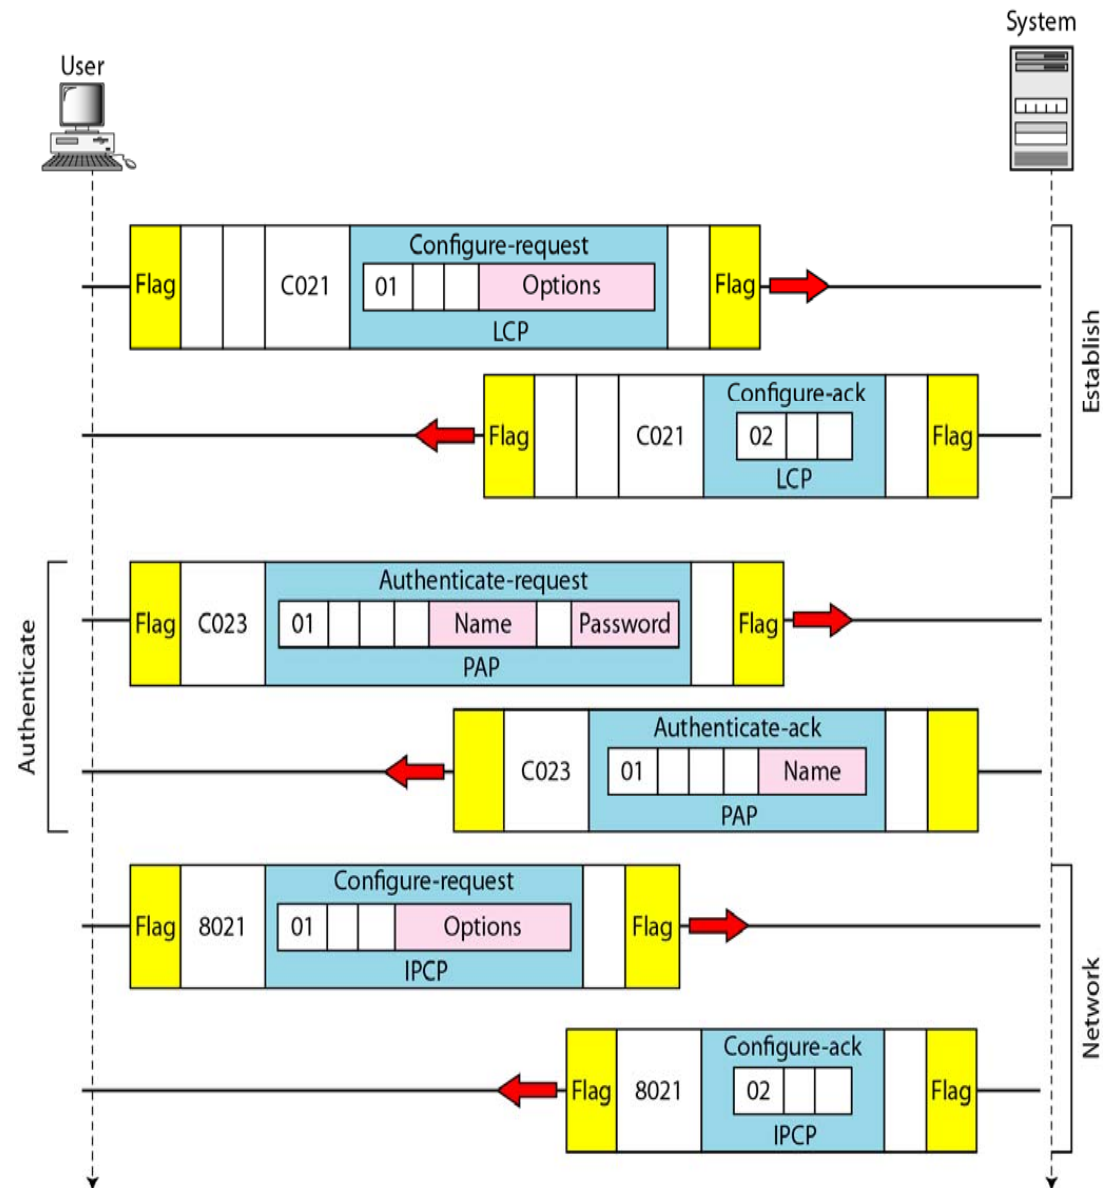 System
User
Configure-request
Flag C021 01 Options Flag
LCP
Establish
Configure-ack
Flag C021 02 Flag
LCP
Authenticate
Authenticate-request
Flag C023 01 Name Password Flag
PAP
Authenticate-ack
C023 01 Name
PAP
Configure-request
Flag 8021 01 Options Flag
IPCP
Network
Configure-ack
Flag 8021 02 Flag
IPCP